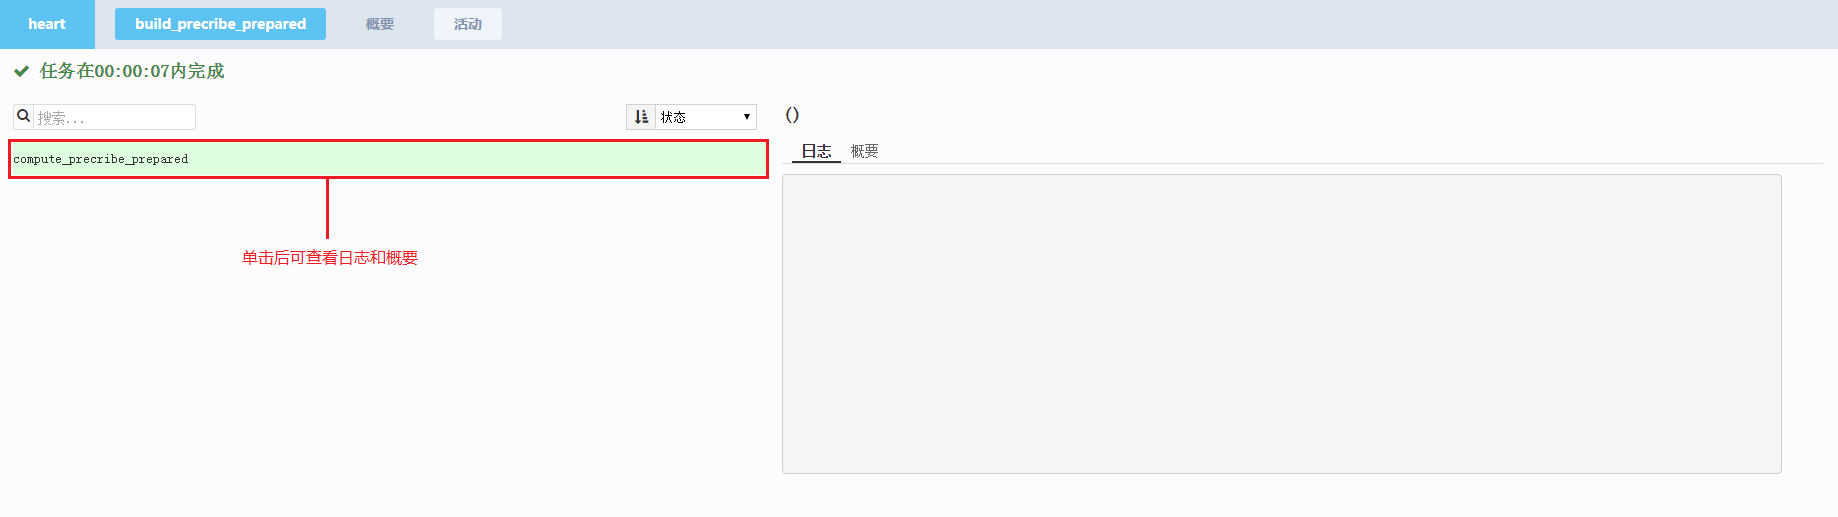 heart build_precribe_prepared 概要 活动
任务在00:00:07内完成
搜索... 状态 ()
日志 概要
compute_precribe_prepared
单击后可查看日志和概要